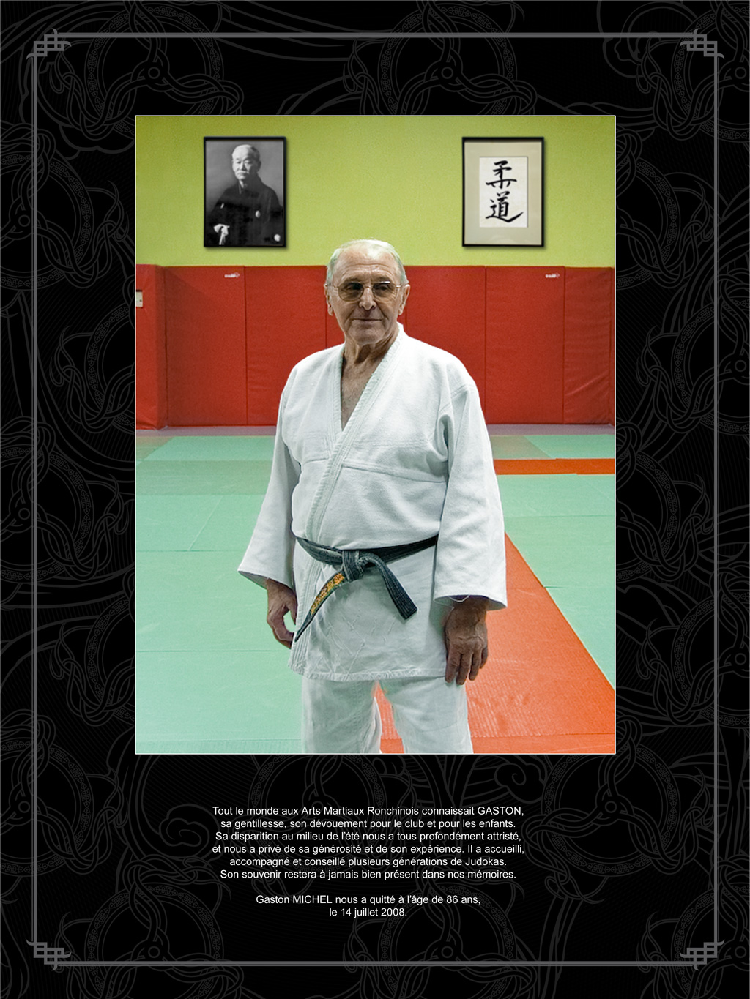 柔道
Tout le monde aux Arts Martiaux Ronchinois connaissait GASTON,
sa gentillesse, son dévouement pour le club et pour les enfants.
Sa disparition au milieu de l'été nous a tous profondément attristé,
et nous a privé de sa générosité et de son expérience. Il a accueilli,
accompagné et conseillé plusieurs générations de Judokas.
Son souvenir restera à jamais bien présent dans nos mémoires.
Gaston MICHEL nous a quitté à l'âge de 86 ans,
le 14 juillet 2008.